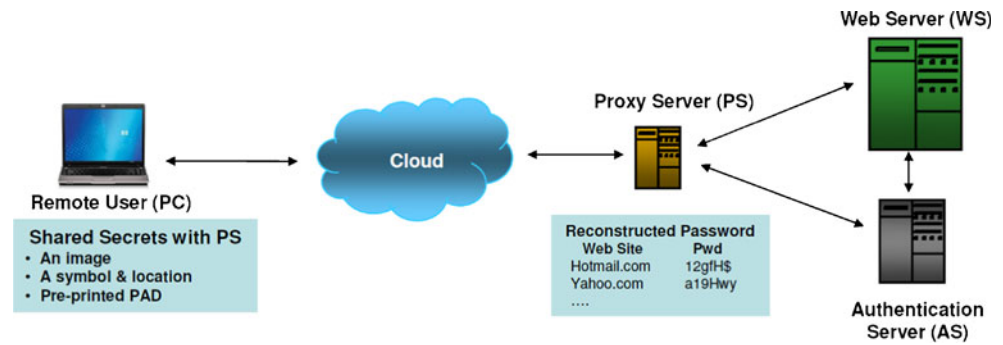 Web Server (WS)
Proxy Server (PS)
Cloud
Remote User (PC)
Shared Secrets with PS
• An image
• A symbol & location
• Pre-printed PAD
Reconstructed Password
Web Site Pwd
Hotmail.com 12gfH$
Yahoo.com a19Hwy
....
Authentication
Server (AS)